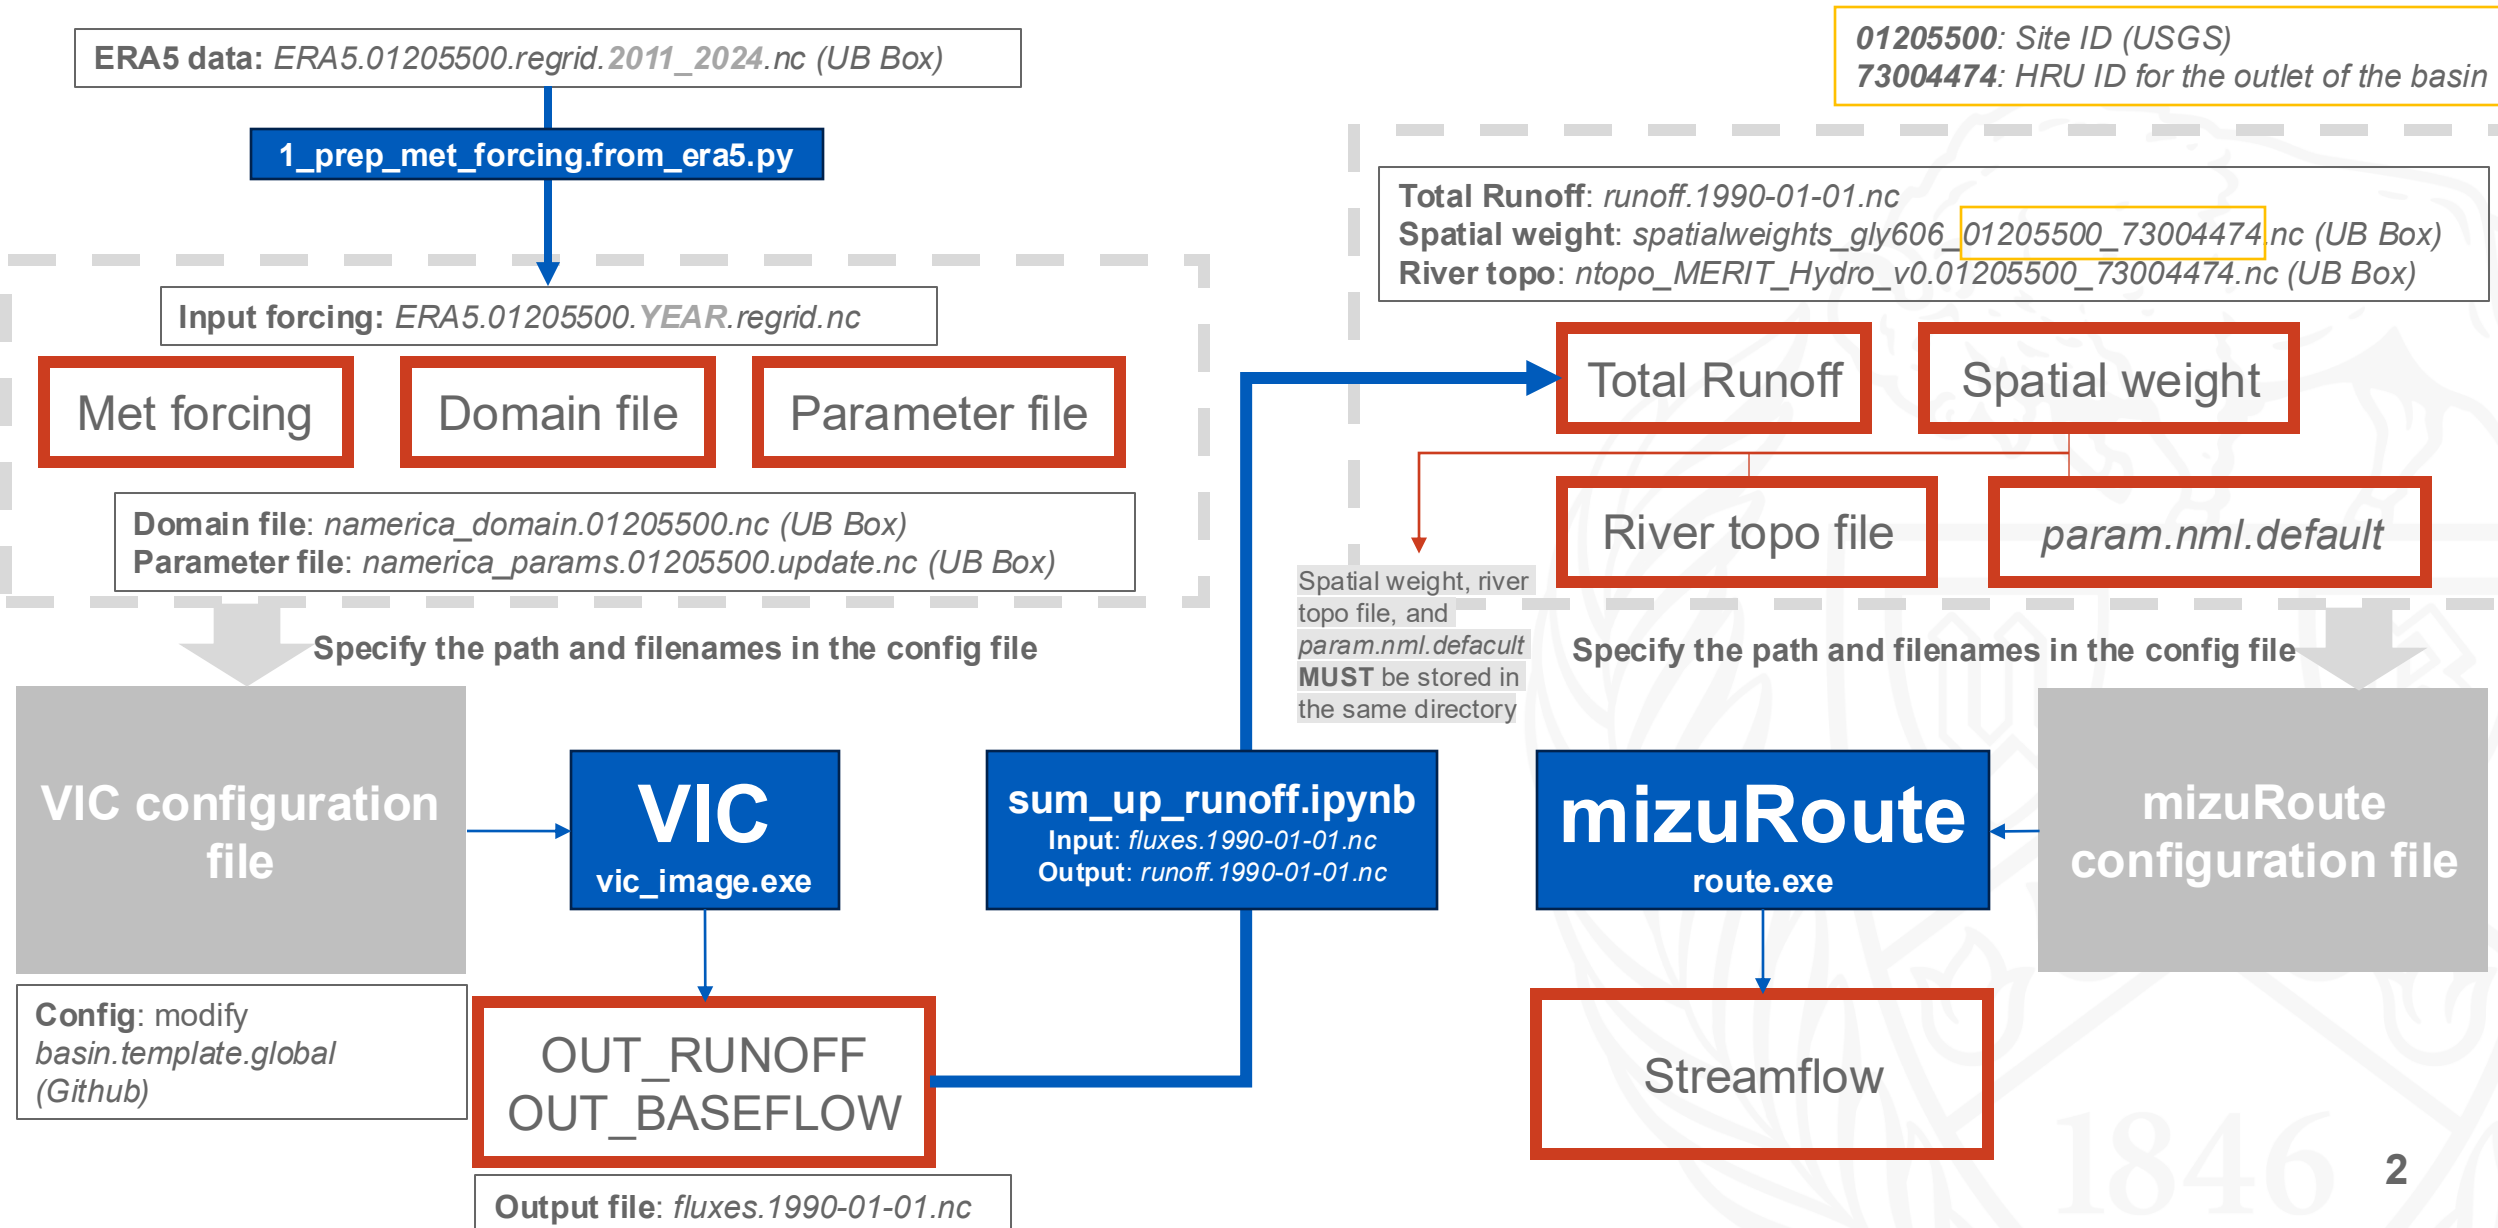 ERA5 data: ERA5.01205500.regrid.2011_2024.nc (UB Box)
1_prep_met_forcing.from_era5.py
Input forcing: ERA5.01205500.YEAR.regrid.nc
Met forcing
Domain file
Parameter file
Domain file: namerica_domain.01205500.nc (UB Box)
Parameter file: namerica_params.01205500.update.nc (UB Box)
Specify the path and filenames in the config file
VIC configuration
file
Config: modify
basin.template.global
(Github)
VIC
vic_image.exe
OUT_RUNOFF
OUT_BASEFLOW
Output file: fluxes.1990-01-01.nc
sum_up_runoff.ipynb
Input: fluxes.1990-01-01.nc
Output: runoff.1990-01-01.nc
01205500: Site ID (USGS)
73004474: HRU ID for the outlet of the basin
Total Runoff: runoff.1990-01-01.nc
Spatial weight: spatialweights_gly606_01205500_73004474.nc (UB Box)
River topo: ntopo_MERIT_Hydro_v0.01205500_73004474.nc (UB Box)
Total Runoff
Spatial weight
River topo file
param.nml.default
Spatial weight, river
topo file, and
param.nml.defacult
MUST be stored in
the same directory
Specify the path and filenames in the config file
mizuRoute
configuration file
mizuRoute
route.exe
Streamflow
1846
2